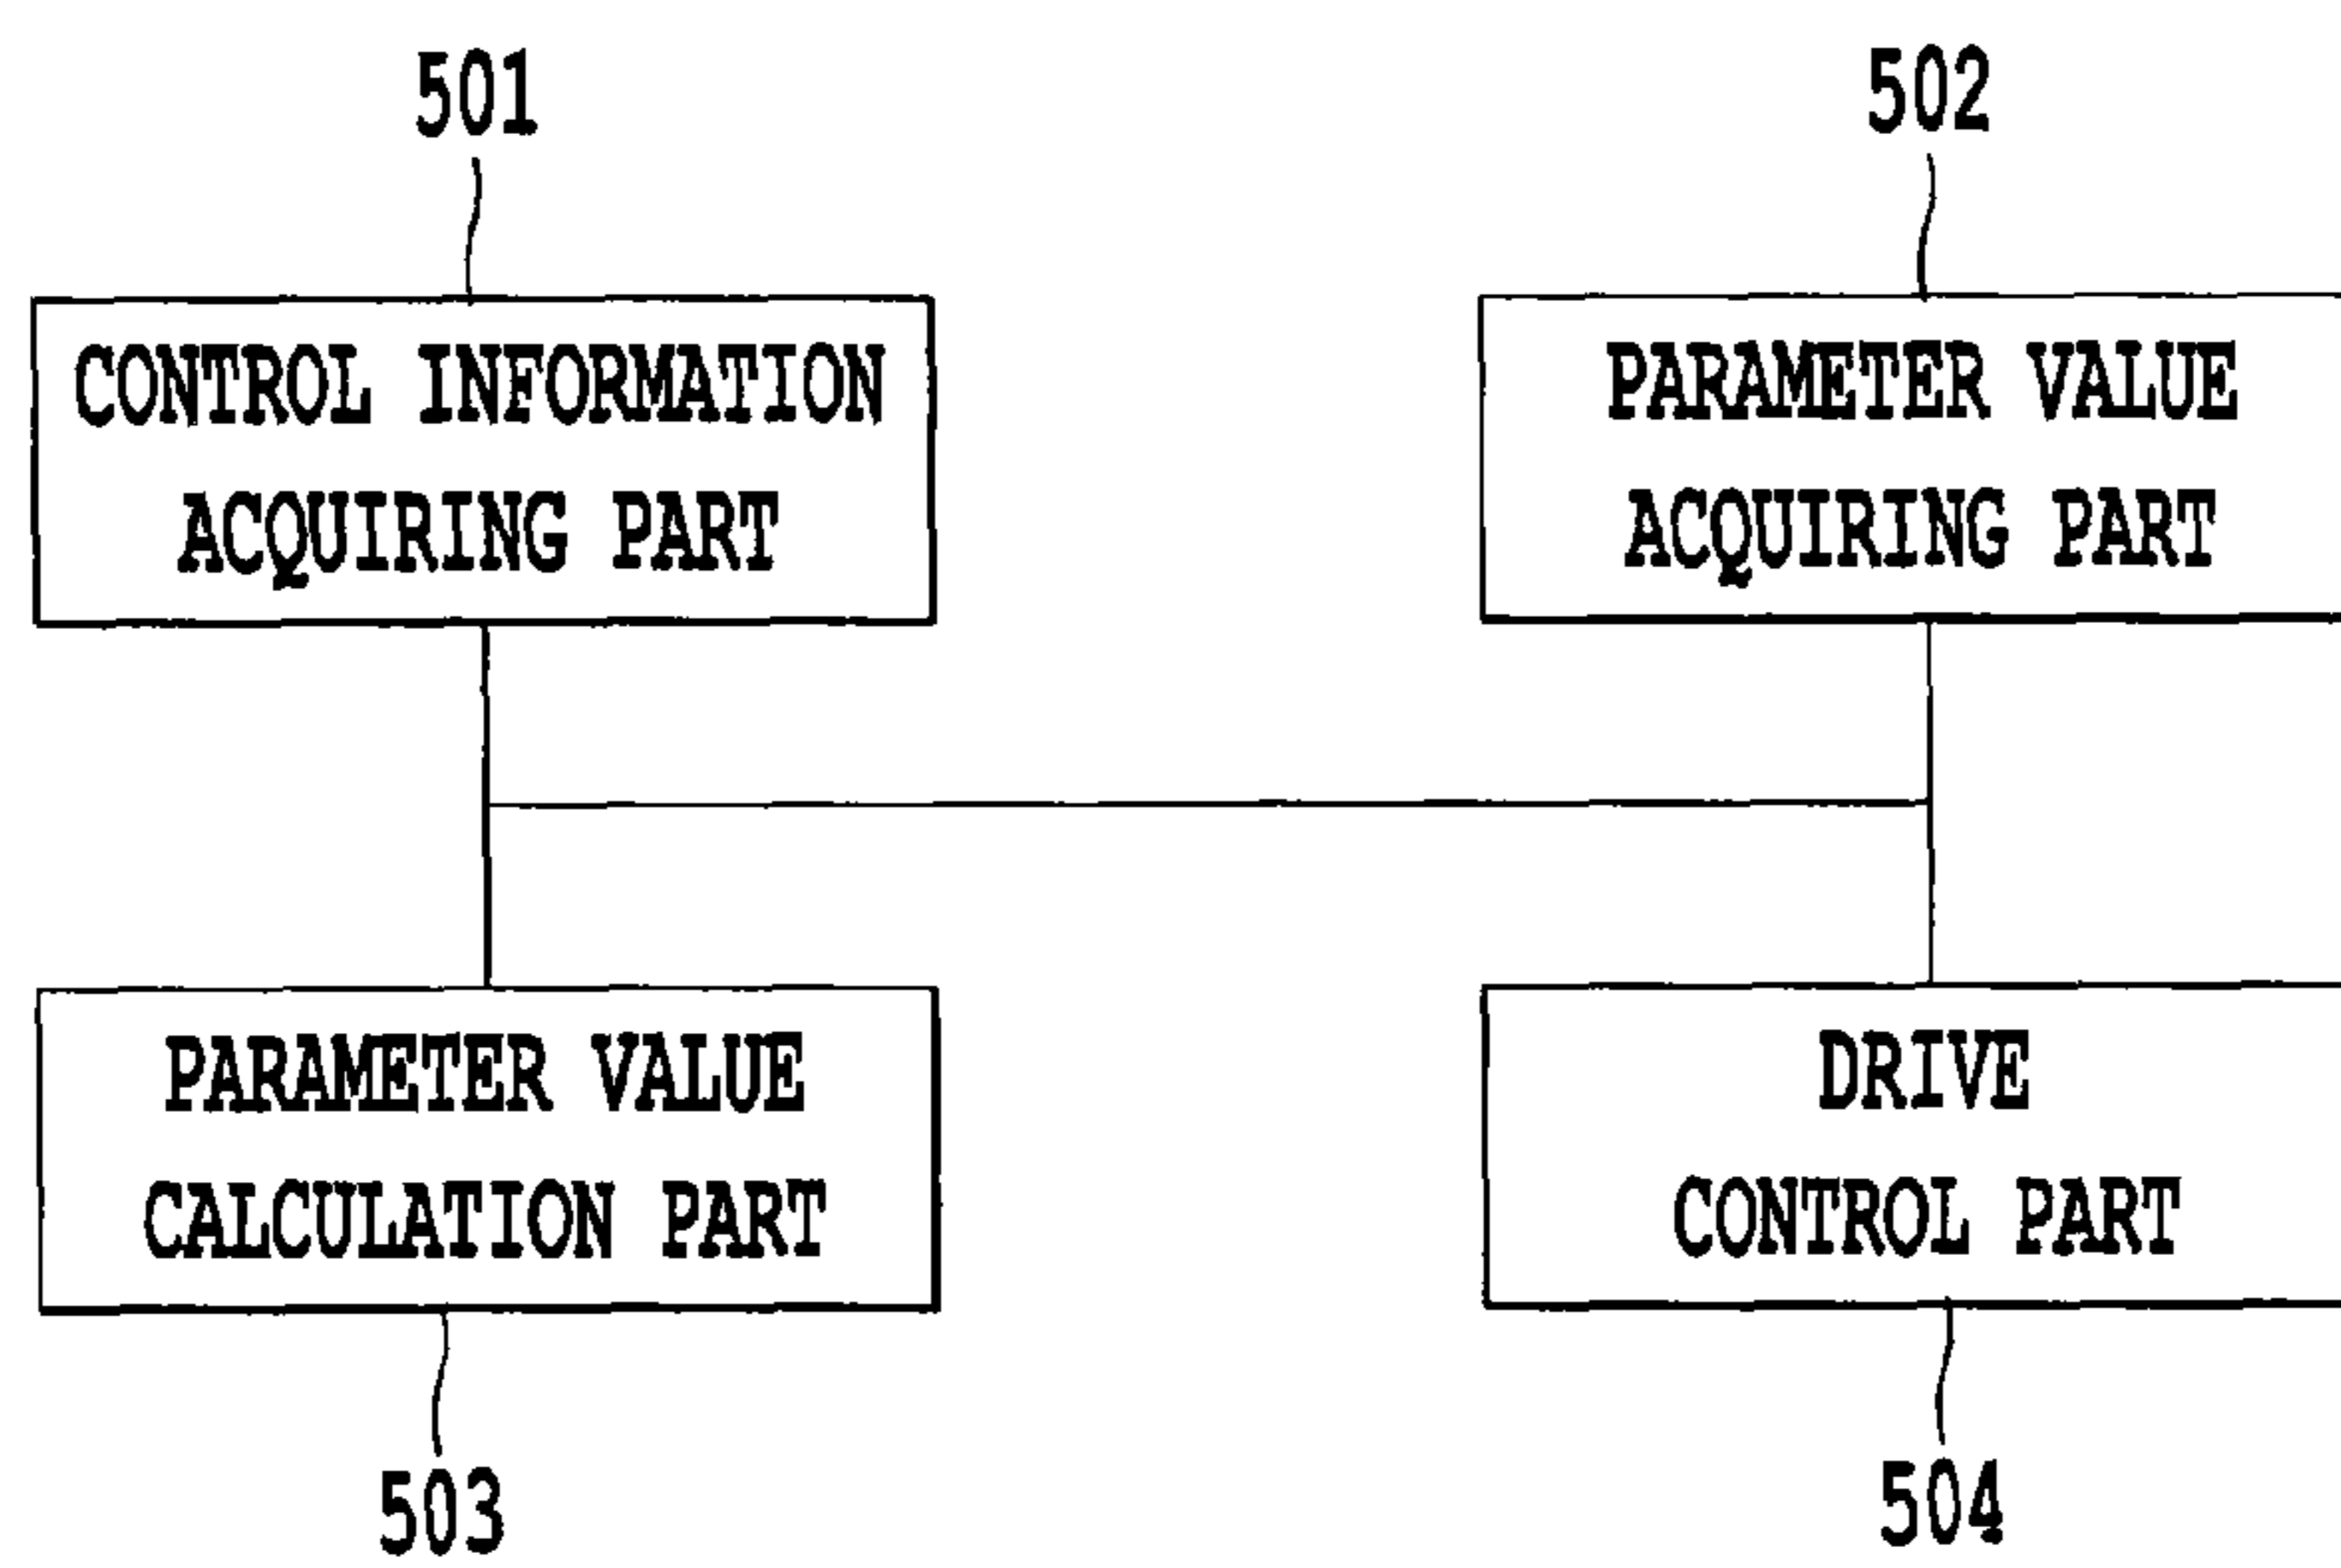 501
502
CONTROL INFORMATION
ACQUIRING PART
PARAMETER VALUE
ACQUIRING PART
PARAMETER VALUE
CALCULATION PART
DRIVE
CONTROL PART
503
504